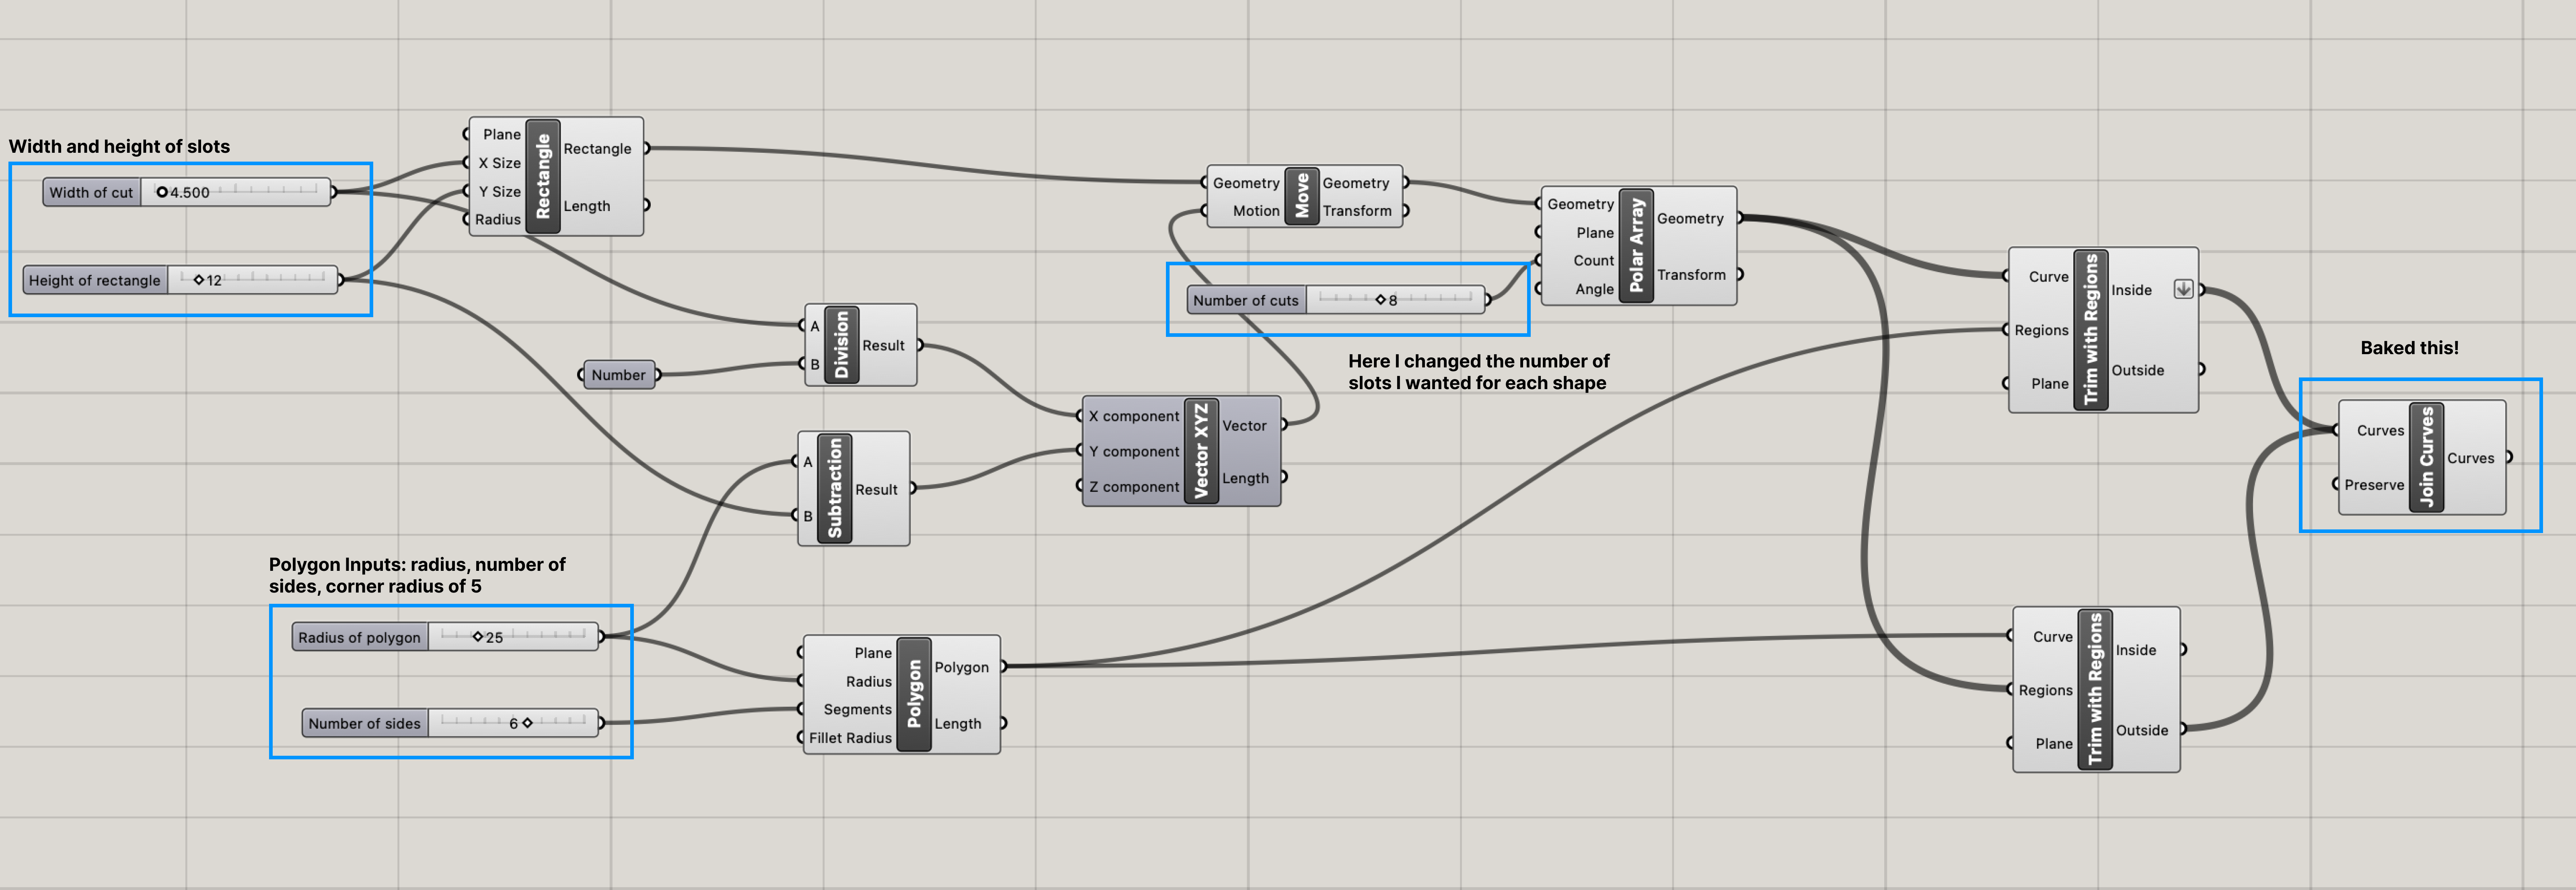 Width and height of slots
Width of cut
4.500
Height of rectangle
12
Plane
X Size
Y Size
Radius
Rectangle
Rectangle
Length
Number
A
B
Division
Result
A
B
Subtraction
Result
Polygon Inputs: radius, number of
sides, corner radius of 5
Radius of polygon
25
Number of sides
6
Plane
Radius
Segments
Fillet Radius
Polygon
Polygon
Length
X component
Y component
Z component
Vector XYZ
Vector
Length
Geometry
Motion
Move
Geometry
Transform
Number of cuts
8
Here I changed the number of
slots I wanted for each shape
Geometry
Plane
Count
Angle
Polar Array
Geometry
Transform
Curve
Regions
Plane
Trim with Regions
Inside
Outside
Curve
Regions
Plane
Trim with Regions
Inside
Outside
Baked this!
Curves
Preserve
Join Curves
Curves